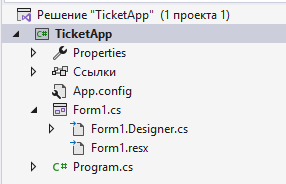 Решение "TicketApp" (1 проекта 1)
C# TicketApp
Properties
Ссылки
App.config
Form1.cs
Form1.Designer.cs
Form1.resx
C# Program.cs